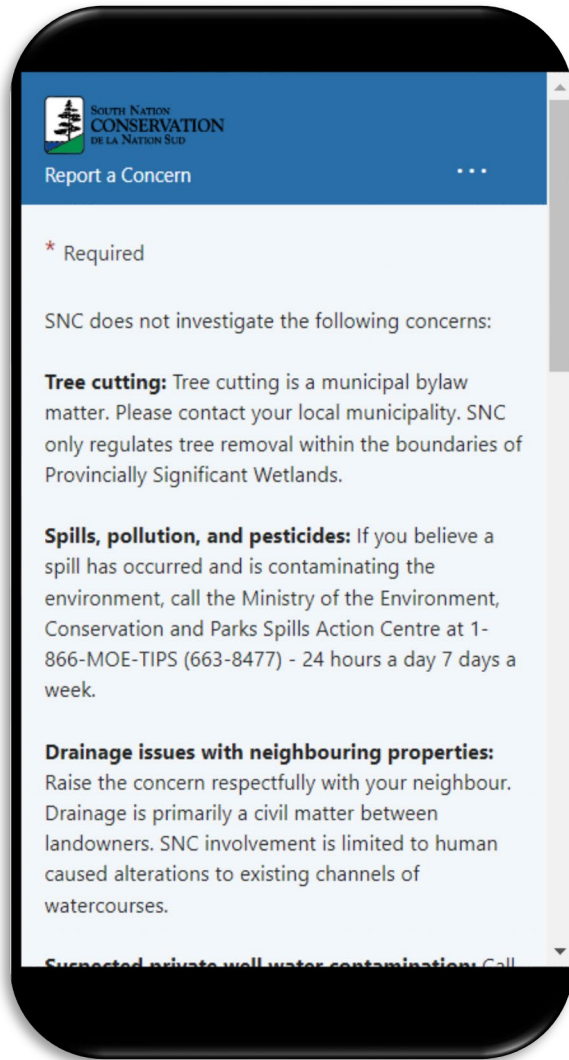 SOUTH NATION
CONSERVATION
DE LA NATION SUD
Report a Concern
* Required
SNC does not investigate the following concerns:
Tree cutting: Tree cutting is a municipal bylaw
matter. Please contact your local municipality. SNC
only regulates tree removal within the boundaries of
Provincially Significant Wetlands.
Spills, pollution, and pesticides: If you believe a
spill has occurred and is contaminating the
environment, call the Ministry of the Environment,
Conservation and Parks Spills Action Centre at 1-
866-MOE-TIPS (663-8477) - 24 hours a day 7 days a
week.
Drainage issues with neighbouring properties:
Raise the concern respectfully with your neighbour.
Drainage is primarily a civil matter between
landowners. SNC involvement is limited to human
caused alterations to existing channels of
watercourses.
Suspected private well water contamination: Call